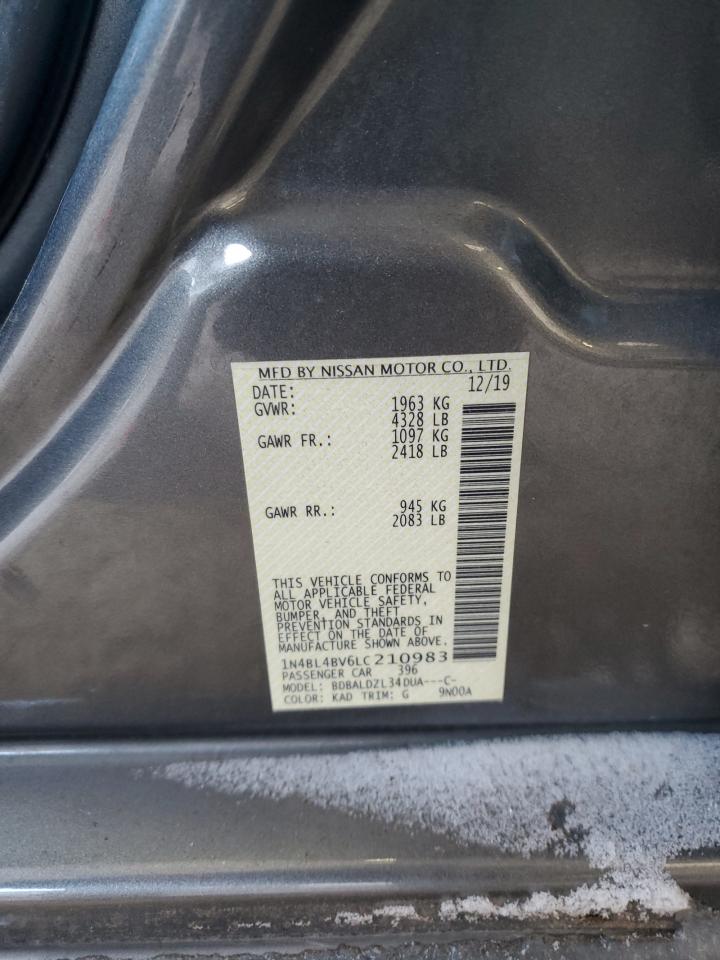 MFD BY NISSAN MOTOR CO., LTD.
DATE: 12/19
GVWR: 1963 KG
4328 LB
GAWR FR.: 1097 KG
2418 LB
GAWR RR.: 945 KG
2083 LB
THIS VEHICLE CONFORMS TO
ALL APPLICABLE FEDERAL
MOTOR VEHICLE SAFETY,
BUMPER, AND THEFT
PREVENTION STANDARDS IN
EFFECT ON THE DATE OF
MANUFACTURE SHOWN ABOVE.
1N4BL4BV6LC210983
PASSENGER CAR 396
MODEL: BDBALDZL34DUA---C-
COLOR: KAD TRIM: G 9N00A